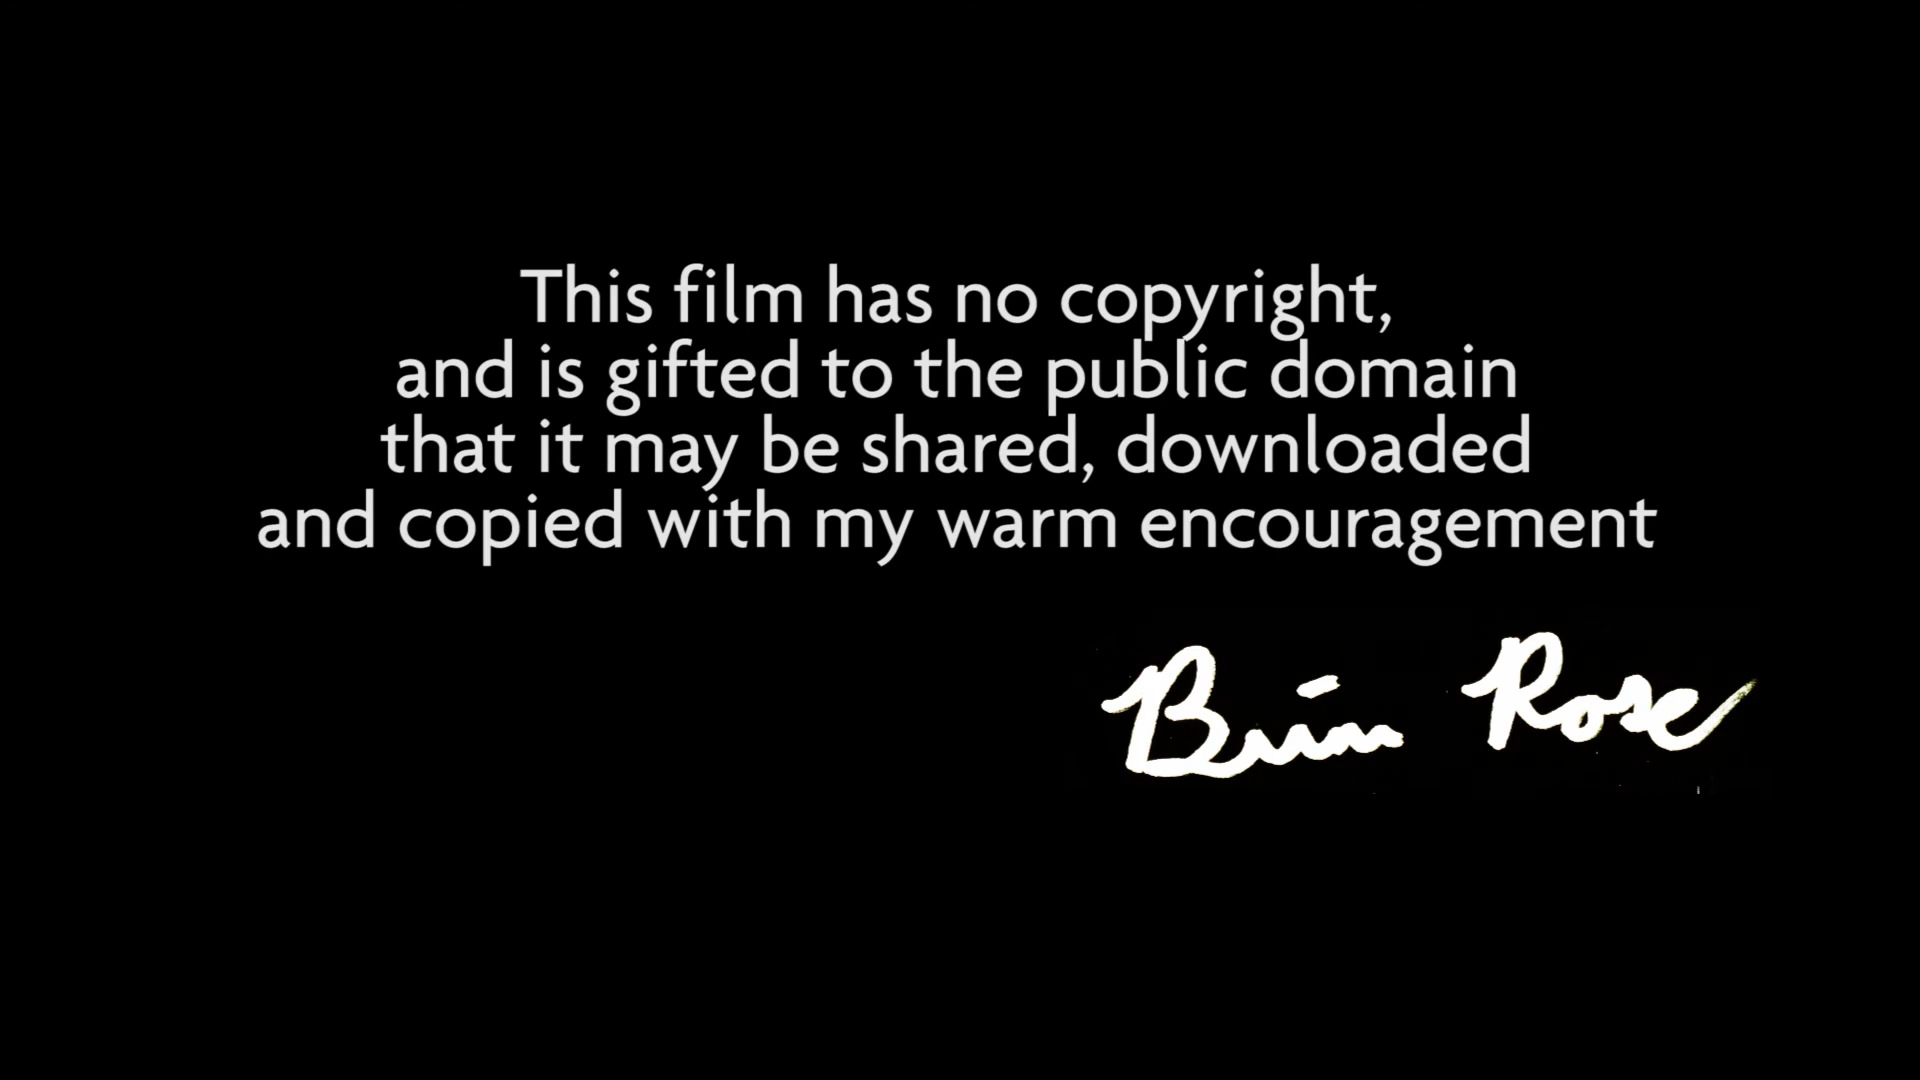 This film has no copyright,
and is gifted to the public domain
that it may be shared, downloaded
and copied with my warm encouragement
Brian Rose